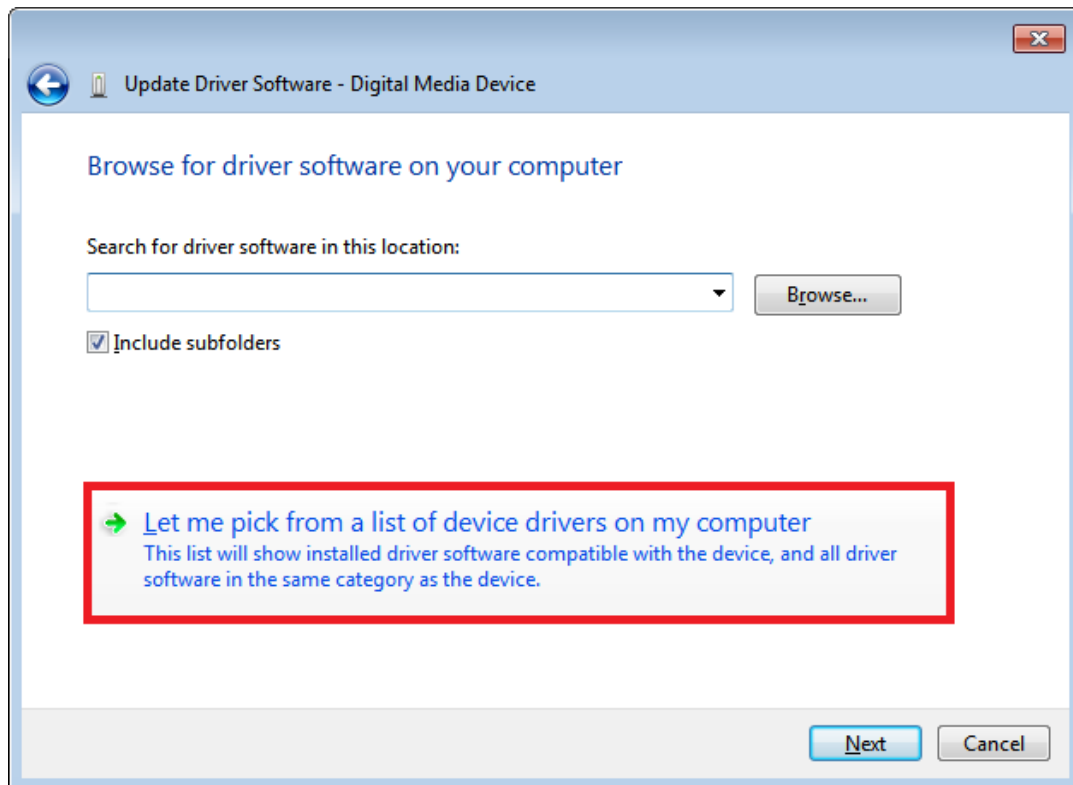 Update Driver Software - Digital Media Device
Browse for driver software on your computer
Search for driver software in this location:
Browse...
Include subfolders
Let me pick from a list of device drivers on my computer
This list will show installed driver software compatible with the device, and all driver
software in the same category as the device.
Next
Cancel